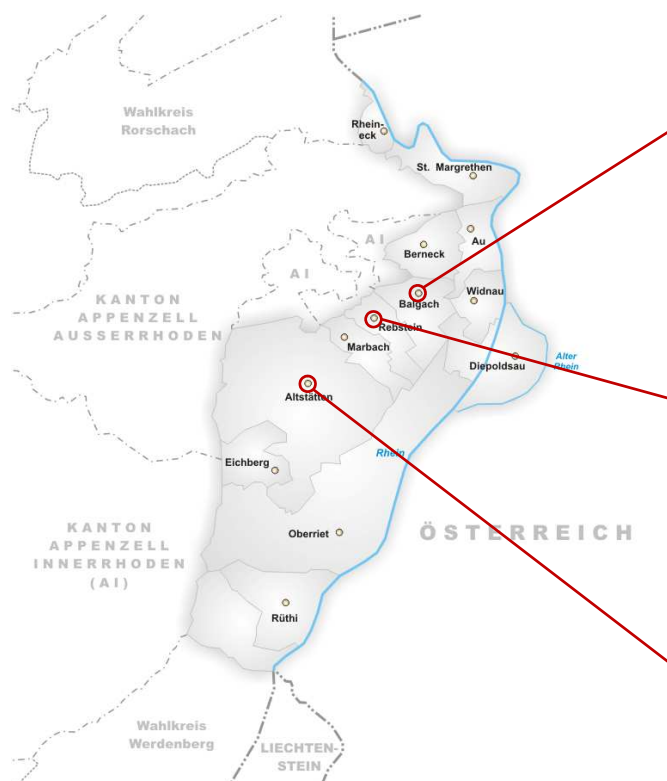 Wahlkreis
Rorschach
Rhein-
eck
St. Margrethen
AI
Au
Berneck
AI
KANTON
APPENZELL
AUSSERRHODEN
Balgach
Widnau
Rebstein
Marbach
Diepoldsau
Alter
Rhein
Altstätten
Rhein
Eichberg
KANTON
APPENZELL
INNERRHODEN
(AI)
Oberriet
ÖSTERREICH
Rüthi
Wahlkreis
Werdenberg
LIECHTEN-
STEIN